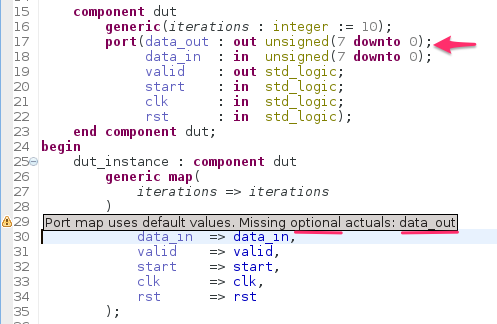 14
15 component dut
16 generic(iterations : integer := 10);
17 port(data_out : out unsigned(7 downto 0);
18 data_in : in unsigned(7 downto 0);
19 valid : out std_logic;
20 start : in std_logic;
21 clk : in std_logic;
22 rst : in std_logic);
23 end component dut;
24 begin
25 dut_instance : component dut
26 generic map(
27 iterations => iterations
28 )
29 Port map uses default values. Missing optional actuals: data_out
30 data_in => data_in,
31 valid => valid,
32 start => start,
33 clk => clk,
34 rst => rst
35 );